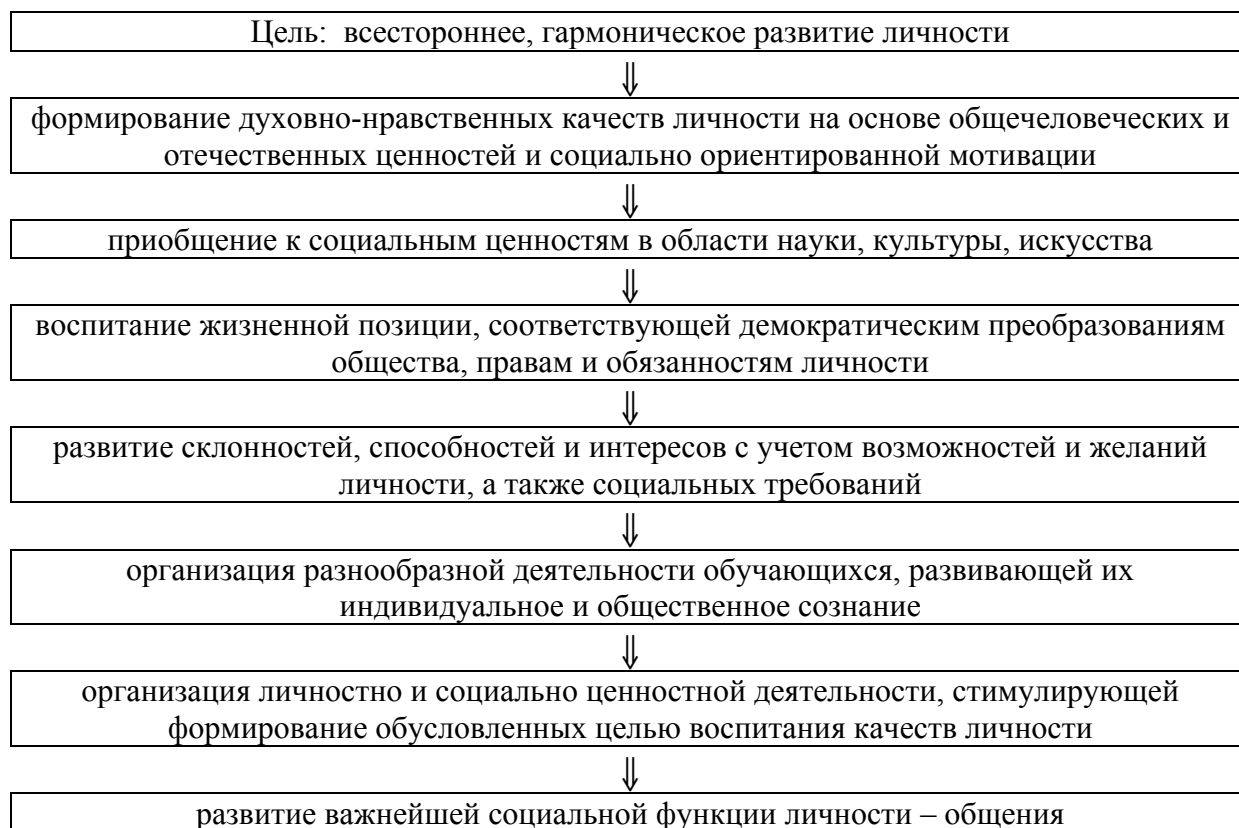 Цель:  всестороннее, гармоническое развитие личности
⇓
формирование духовно-нравственных качеств личности на основе общечеловеческих и
отечественных ценностей и социально ориентированной мотивации
⇓
приобщение к социальным ценностям в области науки, культуры, искусства
⇓
воспитание жизненной позиции, соответствующей демократическим преобразованиям
общества, правам и обязанностям личности
⇓
развитие склонностей, способностей и интересов с учетом возможностей и желаний
личности, а также социальных требований
⇓
организация разнообразной деятельности обучающихся, развивающей их
индивидуальное и общественное сознание
⇓
организация личностно и социально ценностной деятельности, стимулирующей
формирование обусловленных целью воспитания качеств личности
⇓
развитие важнейшей социальной функции личности – общения